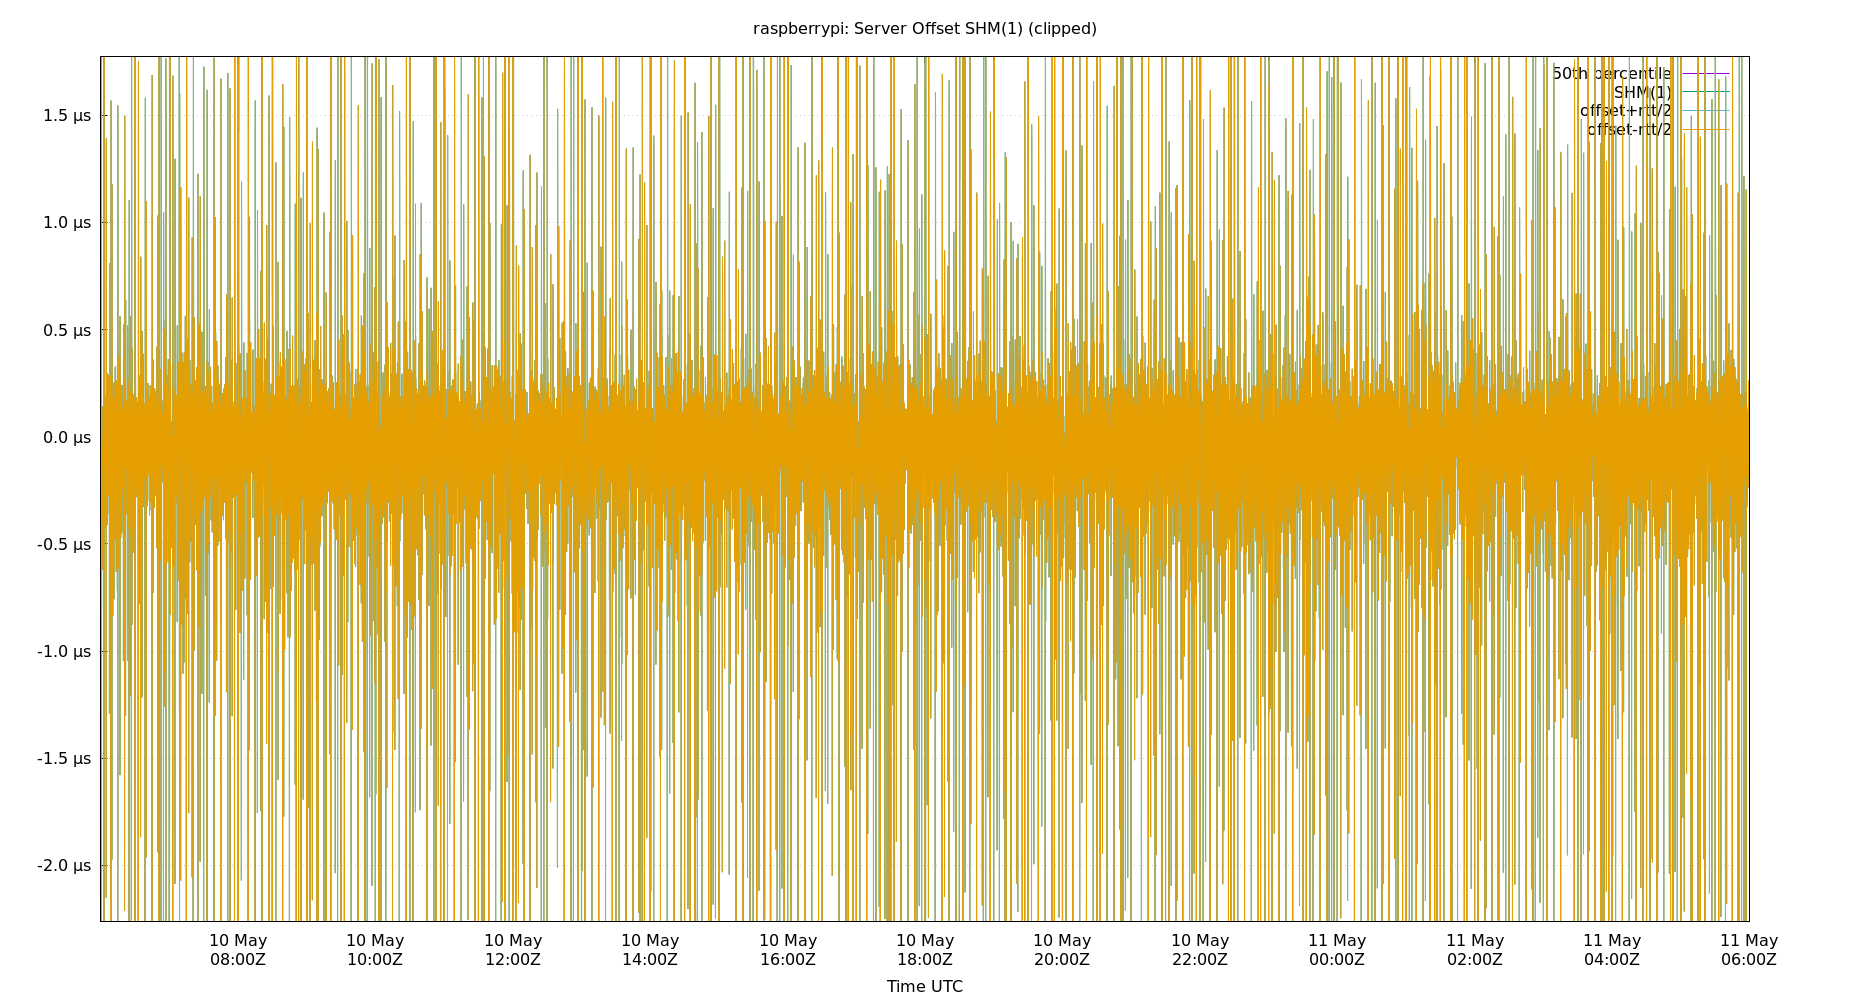 raspberrypi: Server Offset SHM(1) (clipped)
50th percentile
SHM(1)
offset+rtt/2
offset-rtt/2
1.5 µs
1.0 µs
0.5 µs
0.0 µs
-0.5 µs
-1.0 µs
-1.5 µs
-2.0 µs
10 May 10 May 10 May 10 May 10 May 10 May 10 May 10 May 11 May 11 May 11 May 11 May
08:00Z 10:00Z 12:00Z 14:00Z 16:00Z 18:00Z 20:00Z 22:00Z 00:00Z 02:00Z 04:00Z 06:00Z
Time UTC